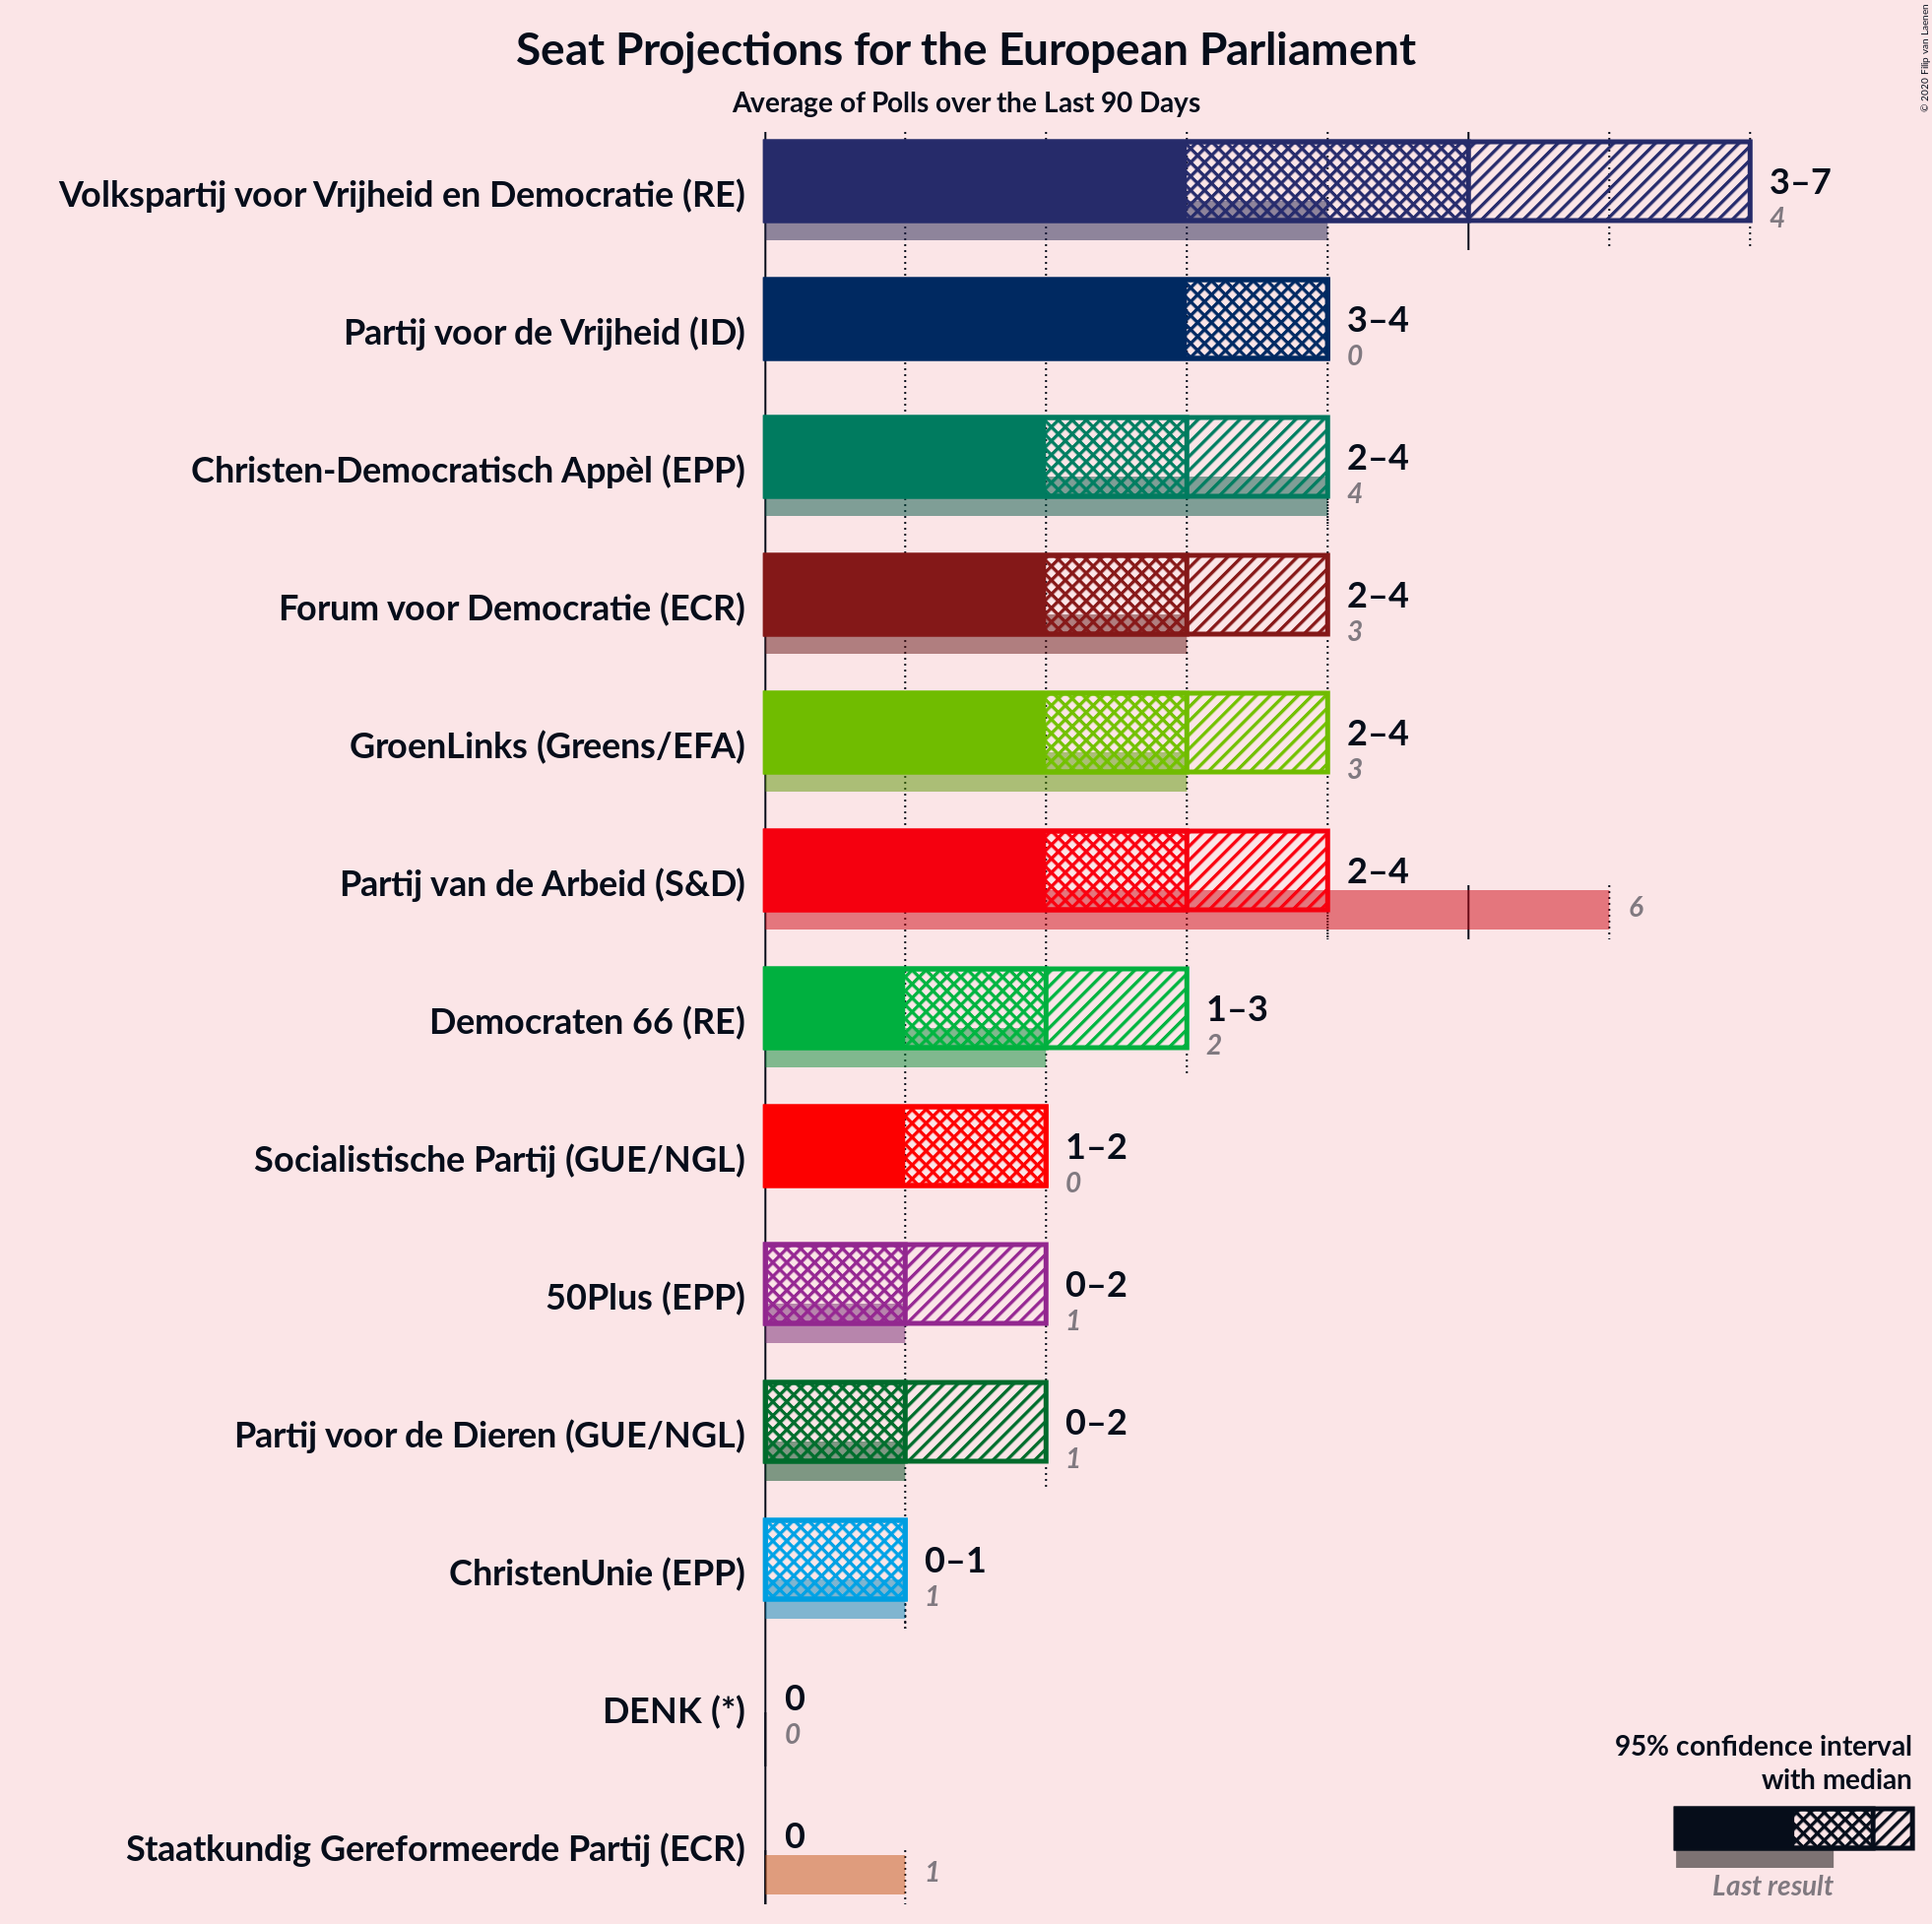 Seat Projections for the European Parliament
Average of Polls over the Last 90 Days
© 2020 Filip van Laenen
Volkspartij voor Vrijheid en Democratie (RE)
3–7
4
Partij voor de Vrijheid (ID)
3–4
0
Christen-Democratisch Appèl (EPP)
2–4
4
Forum voor Democratie (ECR)
2–4
3
GroenLinks (Greens/EFA)
2–4
3
Partij van de Arbeid (S&D)
2–4
6
Democraten 66 (RE)
1–3
2
Socialistische Partij (GUE/NGL)
1–2
0
50Plus (EPP)
0–2
1
Partij voor de Dieren (GUE/NGL)
0–2
1
ChristenUnie (EPP)
0–1
1
DENK (*)
0
0
Staatkundig Gereformeerde Partij (ECR)
0
1
95% confidence interval
with median
Last result